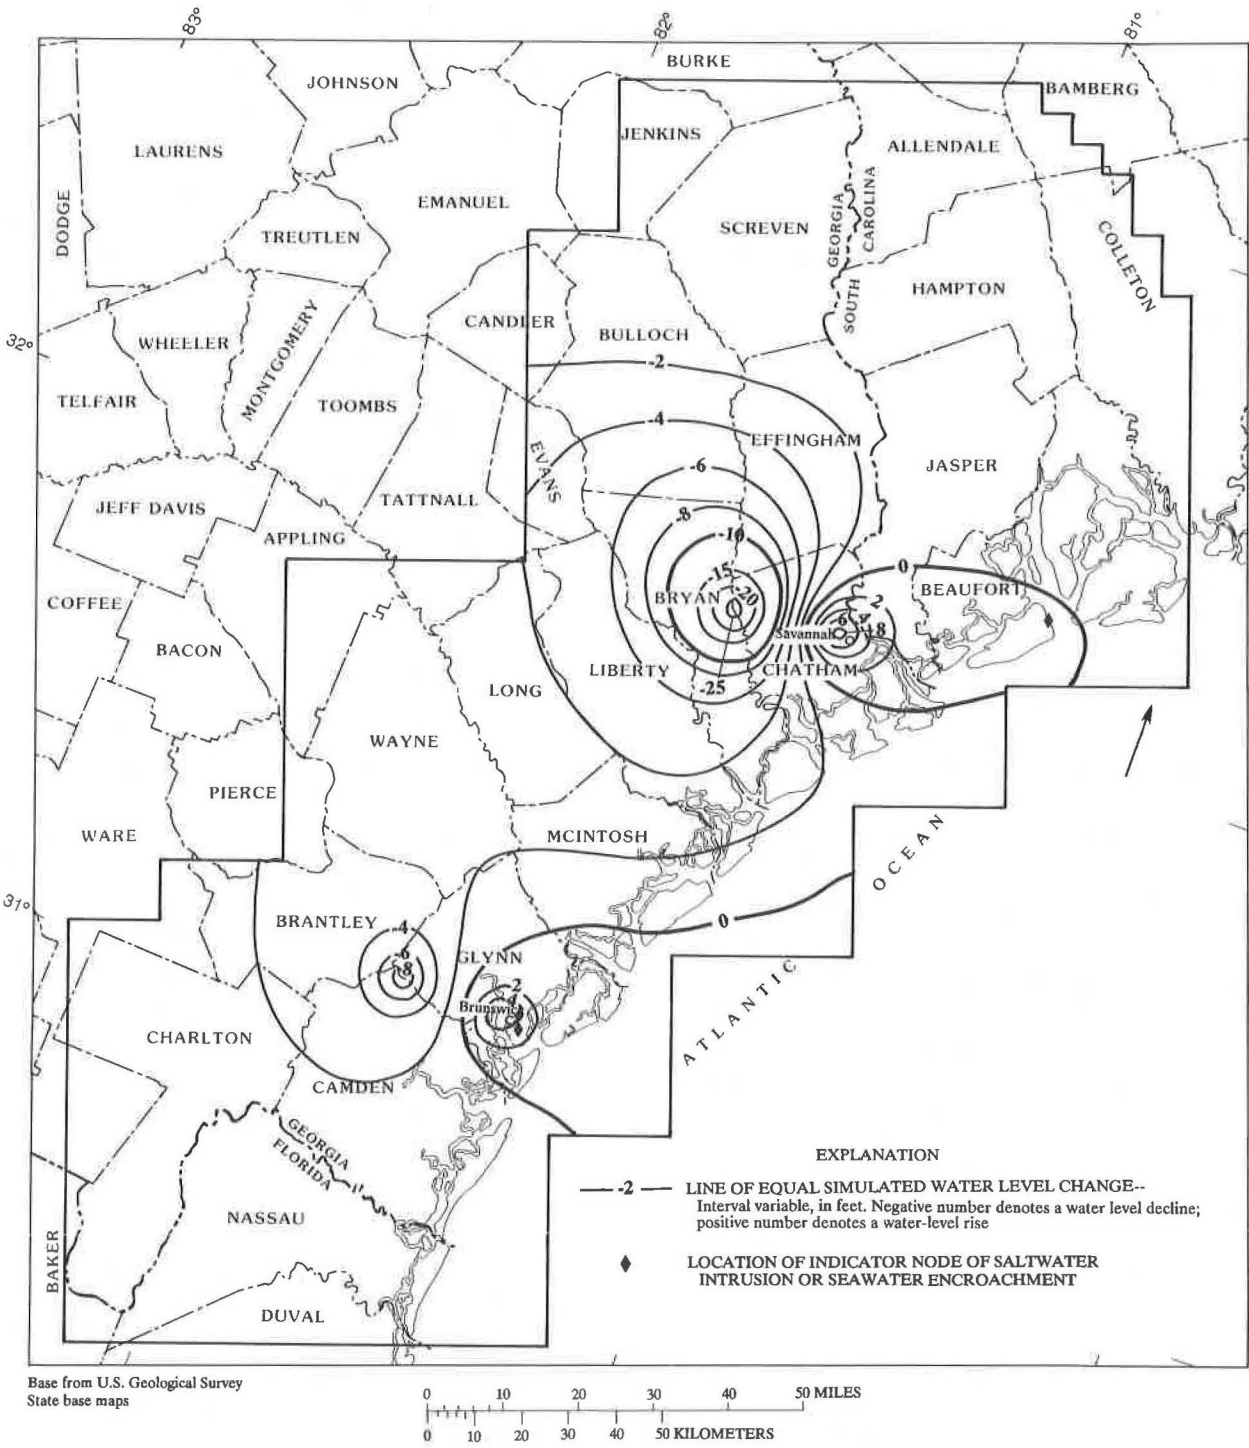 83°
82°
81°
BURKE
JOHNSON
BAMBERG
JENKINS
LAURENS
ALLENDALE
DODGE
EMANUEL
GEORGIA
SOUTH CAROLINA
SCREVEN
TREUTLEN
COLLETON
HAMPTON
32°
WHEELER
MONTGOMERY
CANDLER
BULLOCH
-2
TELFAIR
TOOMBS
-4
EFFINGHAM
EVANS
-6
JASPER
TATTNALL
JEFF DAVIS
-8
APPLING
-10
0
-15
BEAUFORT
COFFEE
BRYAN
-20
2
4
6
8
Savannah
BACON
LIBERTY
CHATHAM
LONG
-25
WAYNE
PIERCE
WARE
MCINTOSH
31°
BRANTLEY
-4
0
-6
-8
GLYNN
2
4
Brunswick
CHARLTON
CAMDEN
ATLANTIC OCEAN
GEORGIA
FLORIDA
NASSAU
BAKER
DUVAL
EXPLANATION
-2 LINE OF EQUAL SIMULATED WATER LEVEL CHANGE--
Interval variable, in feet. Negative number denotes a water level decline;
positive number denotes a water-level rise
LOCATION OF INDICATOR NODE OF SALTWATER
INTRUSION OR SEAWATER ENCROACHMENT
Base from U.S. Geological Survey
State base maps
0 10 20 30 40 50 MILES
0 10 20 30 40 50 KILOMETERS